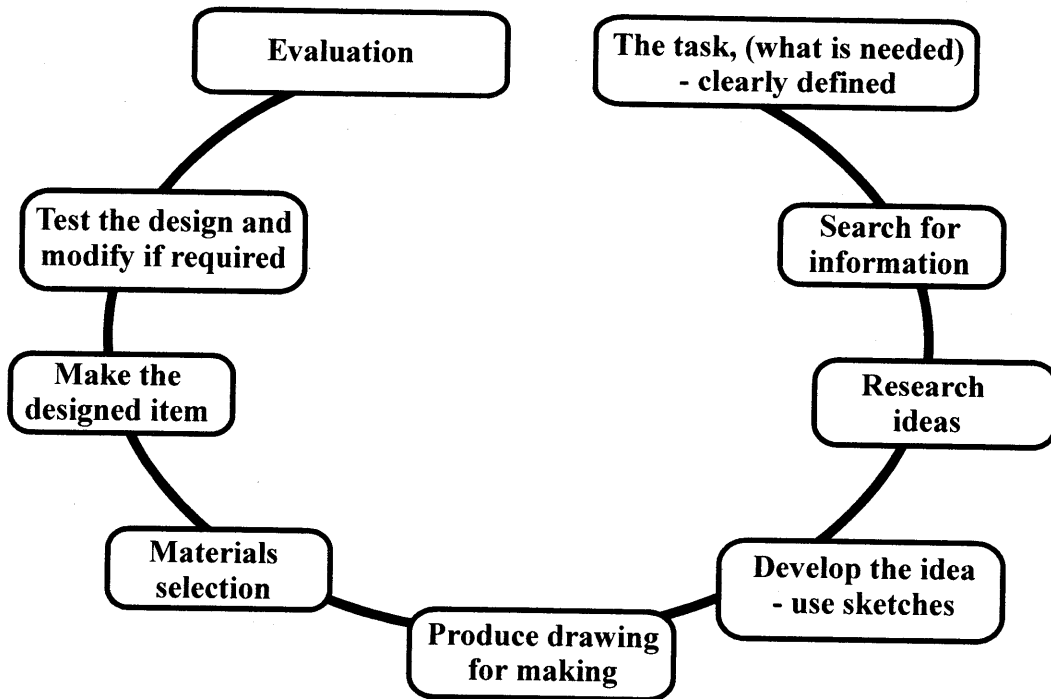 The task, (what is needed)
- clearly defined
Search for
information
Research
ideas
Develop the idea
- use sketches
Produce drawing
for making
Materials
selection
Make the
designed item
Test the design and
modify if required
Evaluation